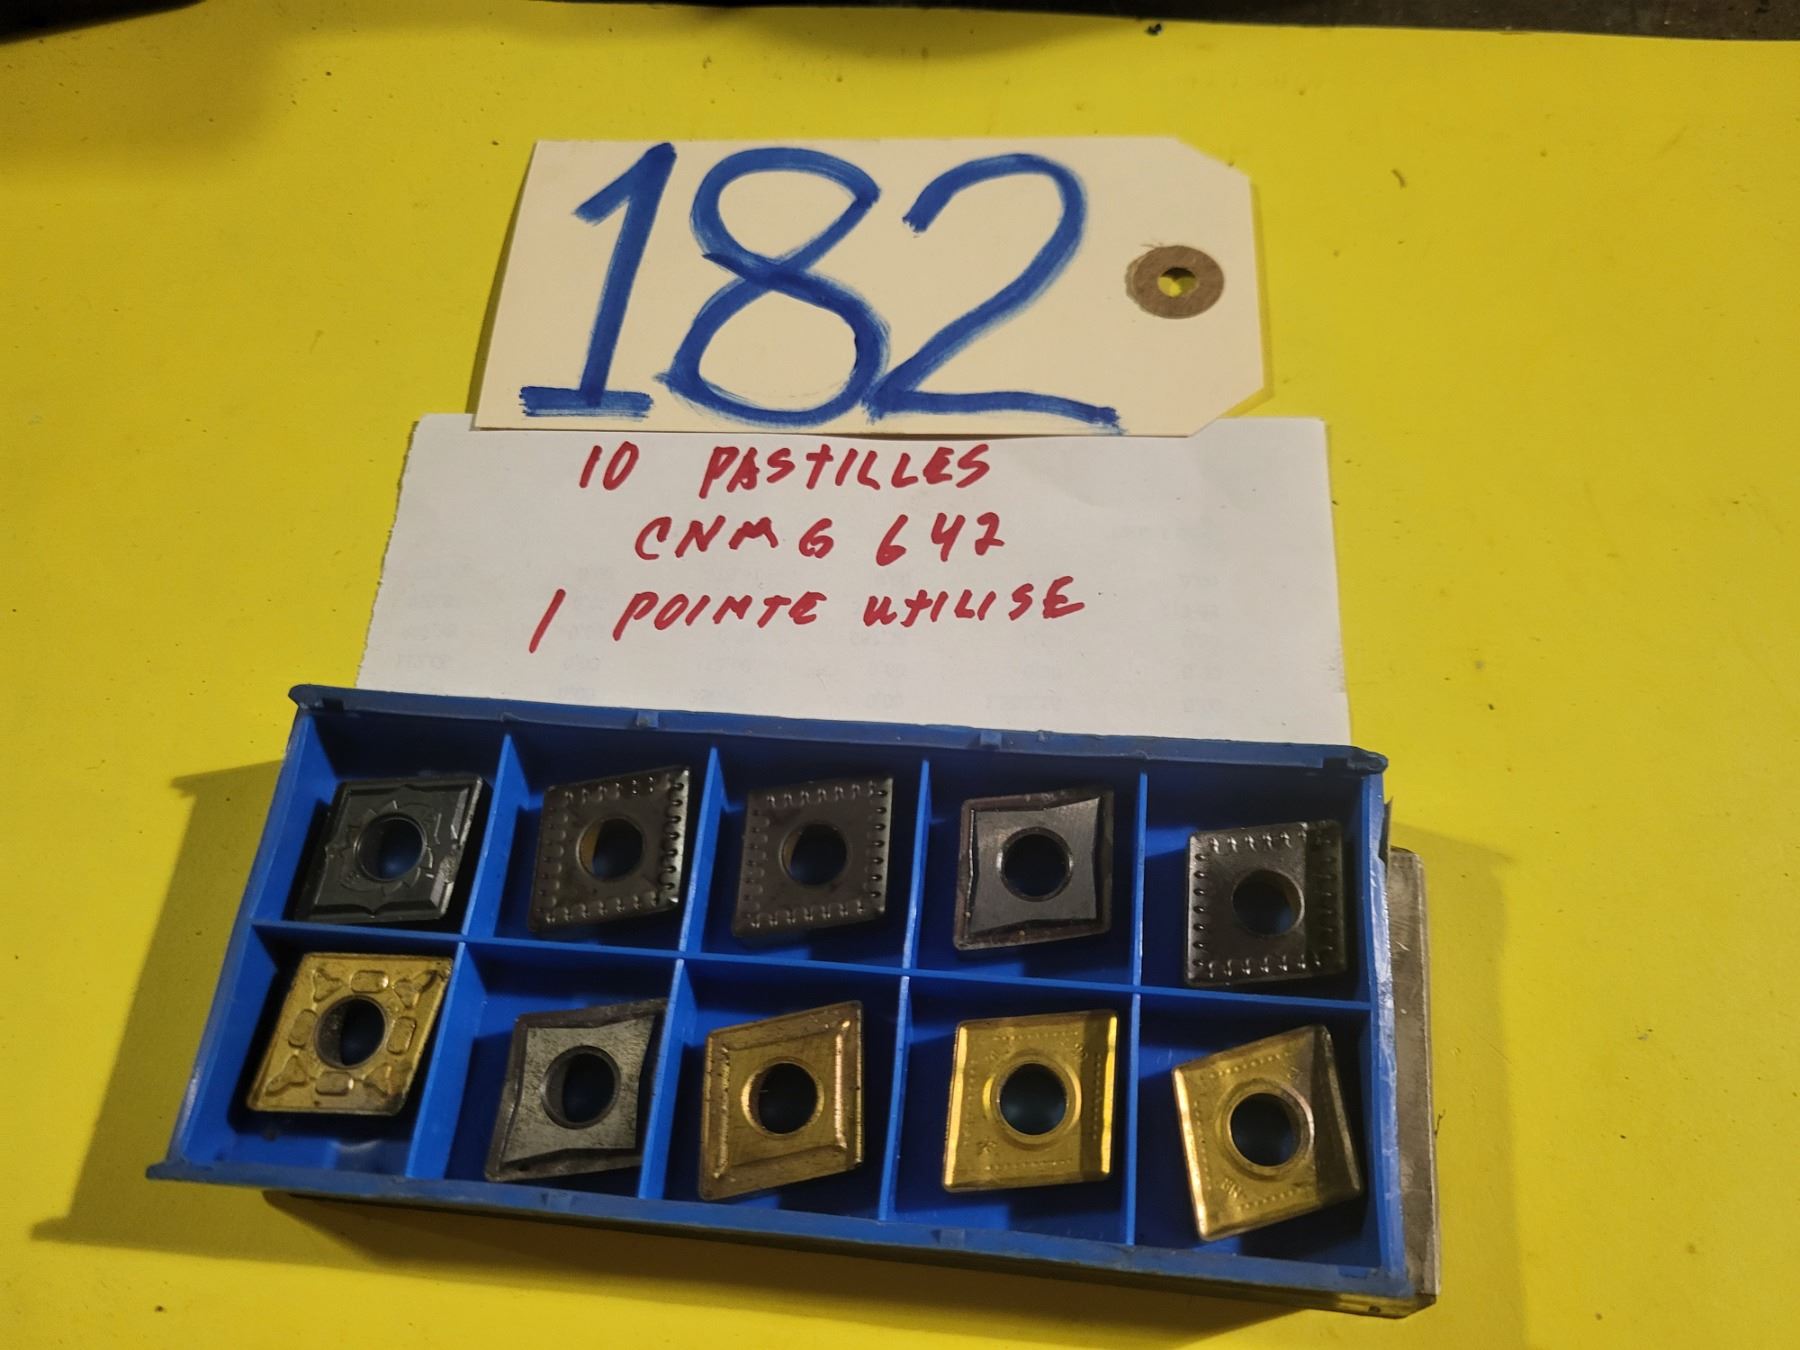 182
10 PASTILLES
CNMG 642
1 POINTE UTILISE